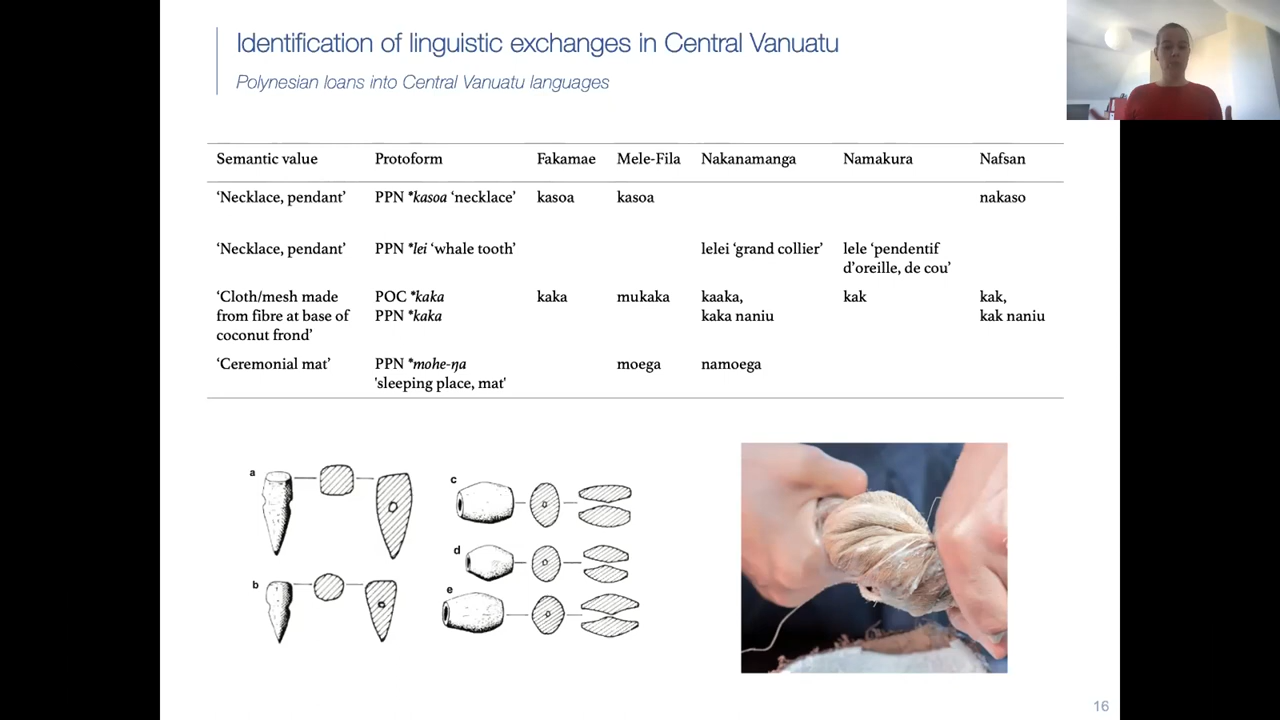 Identification of linguistic exchanges in Central Vanuatu
Polynesian loans into Central Vanuatu languages
Semantic value Protoform Fakamae Mele-Fila Nakanamanga Namakura Nafsan
‘Necklace, pendant’ PPN *kasoa ‘necklace’ kasoa kasoa nakaso
‘Necklace, pendant’ PPN *lei ‘whale tooth’ lelei ‘grand collier’ lele ‘pendentif
d’oreille, de cou’
‘Cloth/mesh made POC *kaka kaka mukaka kaaka, kak kak,
from fibre at base of PPN *kaka kaka naniu kak naniu
coconut frond’
‘Ceremonial mat’ PPN *mohe-ŋa moega namoega
'sleeping place, mat'
a
b
c
d
e
16